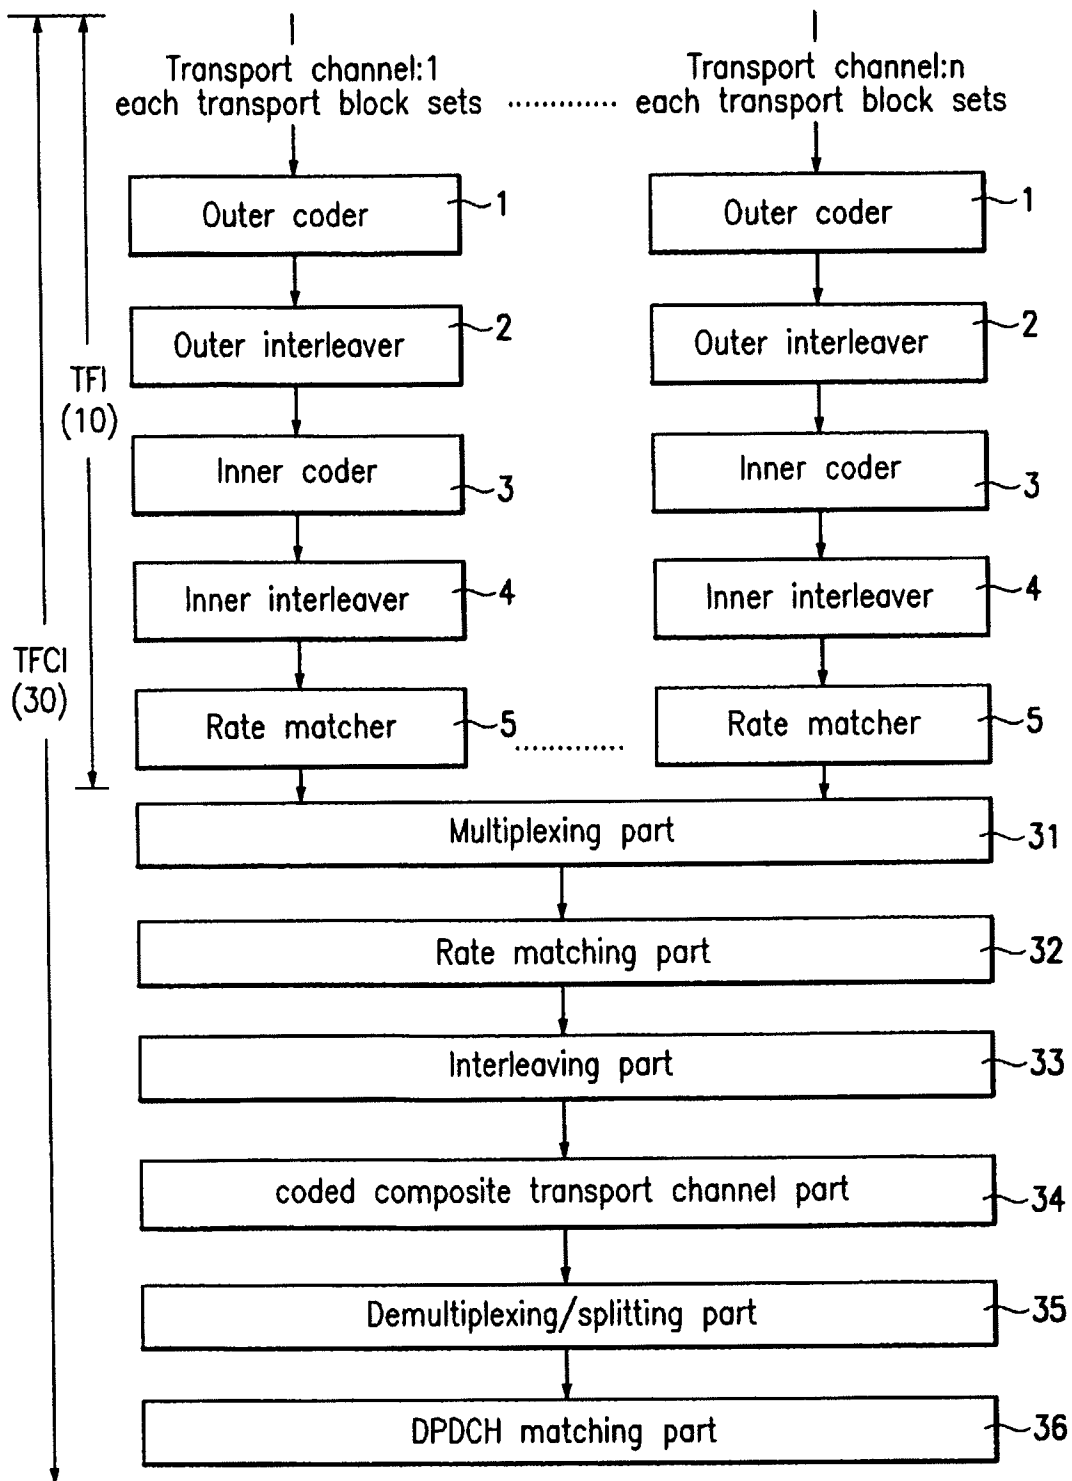 Transport channel:1
each transport block sets
Transport channel:n
each transport block sets
Outer coder 1
Outer coder 1
Outer interleaver 2
Outer interleaver 2
TFI
(10)
Inner coder 3
Inner coder 3
Inner interleaver 4
Inner interleaver 4
TFCI
(30)
Rate matcher 5
Rate matcher 5
Multiplexing part 31
Rate matching part 32
Interleaving part 33
coded composite transport channel part 34
Demultiplexing/splitting part 35
DPDCH matching part 36